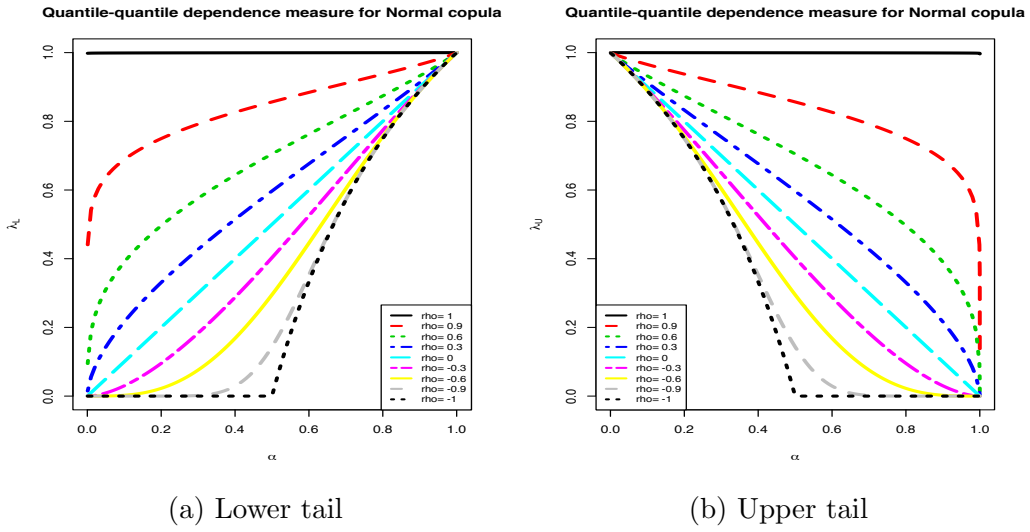 Quantile-quantile dependence measure for Normal copula
λL
1.0
0.8
0.6
0.4
0.2
0.0
rho= 1
rho= 0.9
rho= 0.6
rho= 0.3
rho= 0
rho= -0.3
rho= -0.6
rho= -0.9
rho= -1
0.0 0.2 0.4 0.6 0.8 1.0
α
(a) Lower tail
Quantile-quantile dependence measure for Normal copula
λU
1.0
0.8
0.6
0.4
0.2
0.0
rho= 1
rho= 0.9
rho= 0.6
rho= 0.3
rho= 0
rho= -0.3
rho= -0.6
rho= -0.9
rho= -1
0.0 0.2 0.4 0.6 0.8 1.0
α
(b) Upper tail